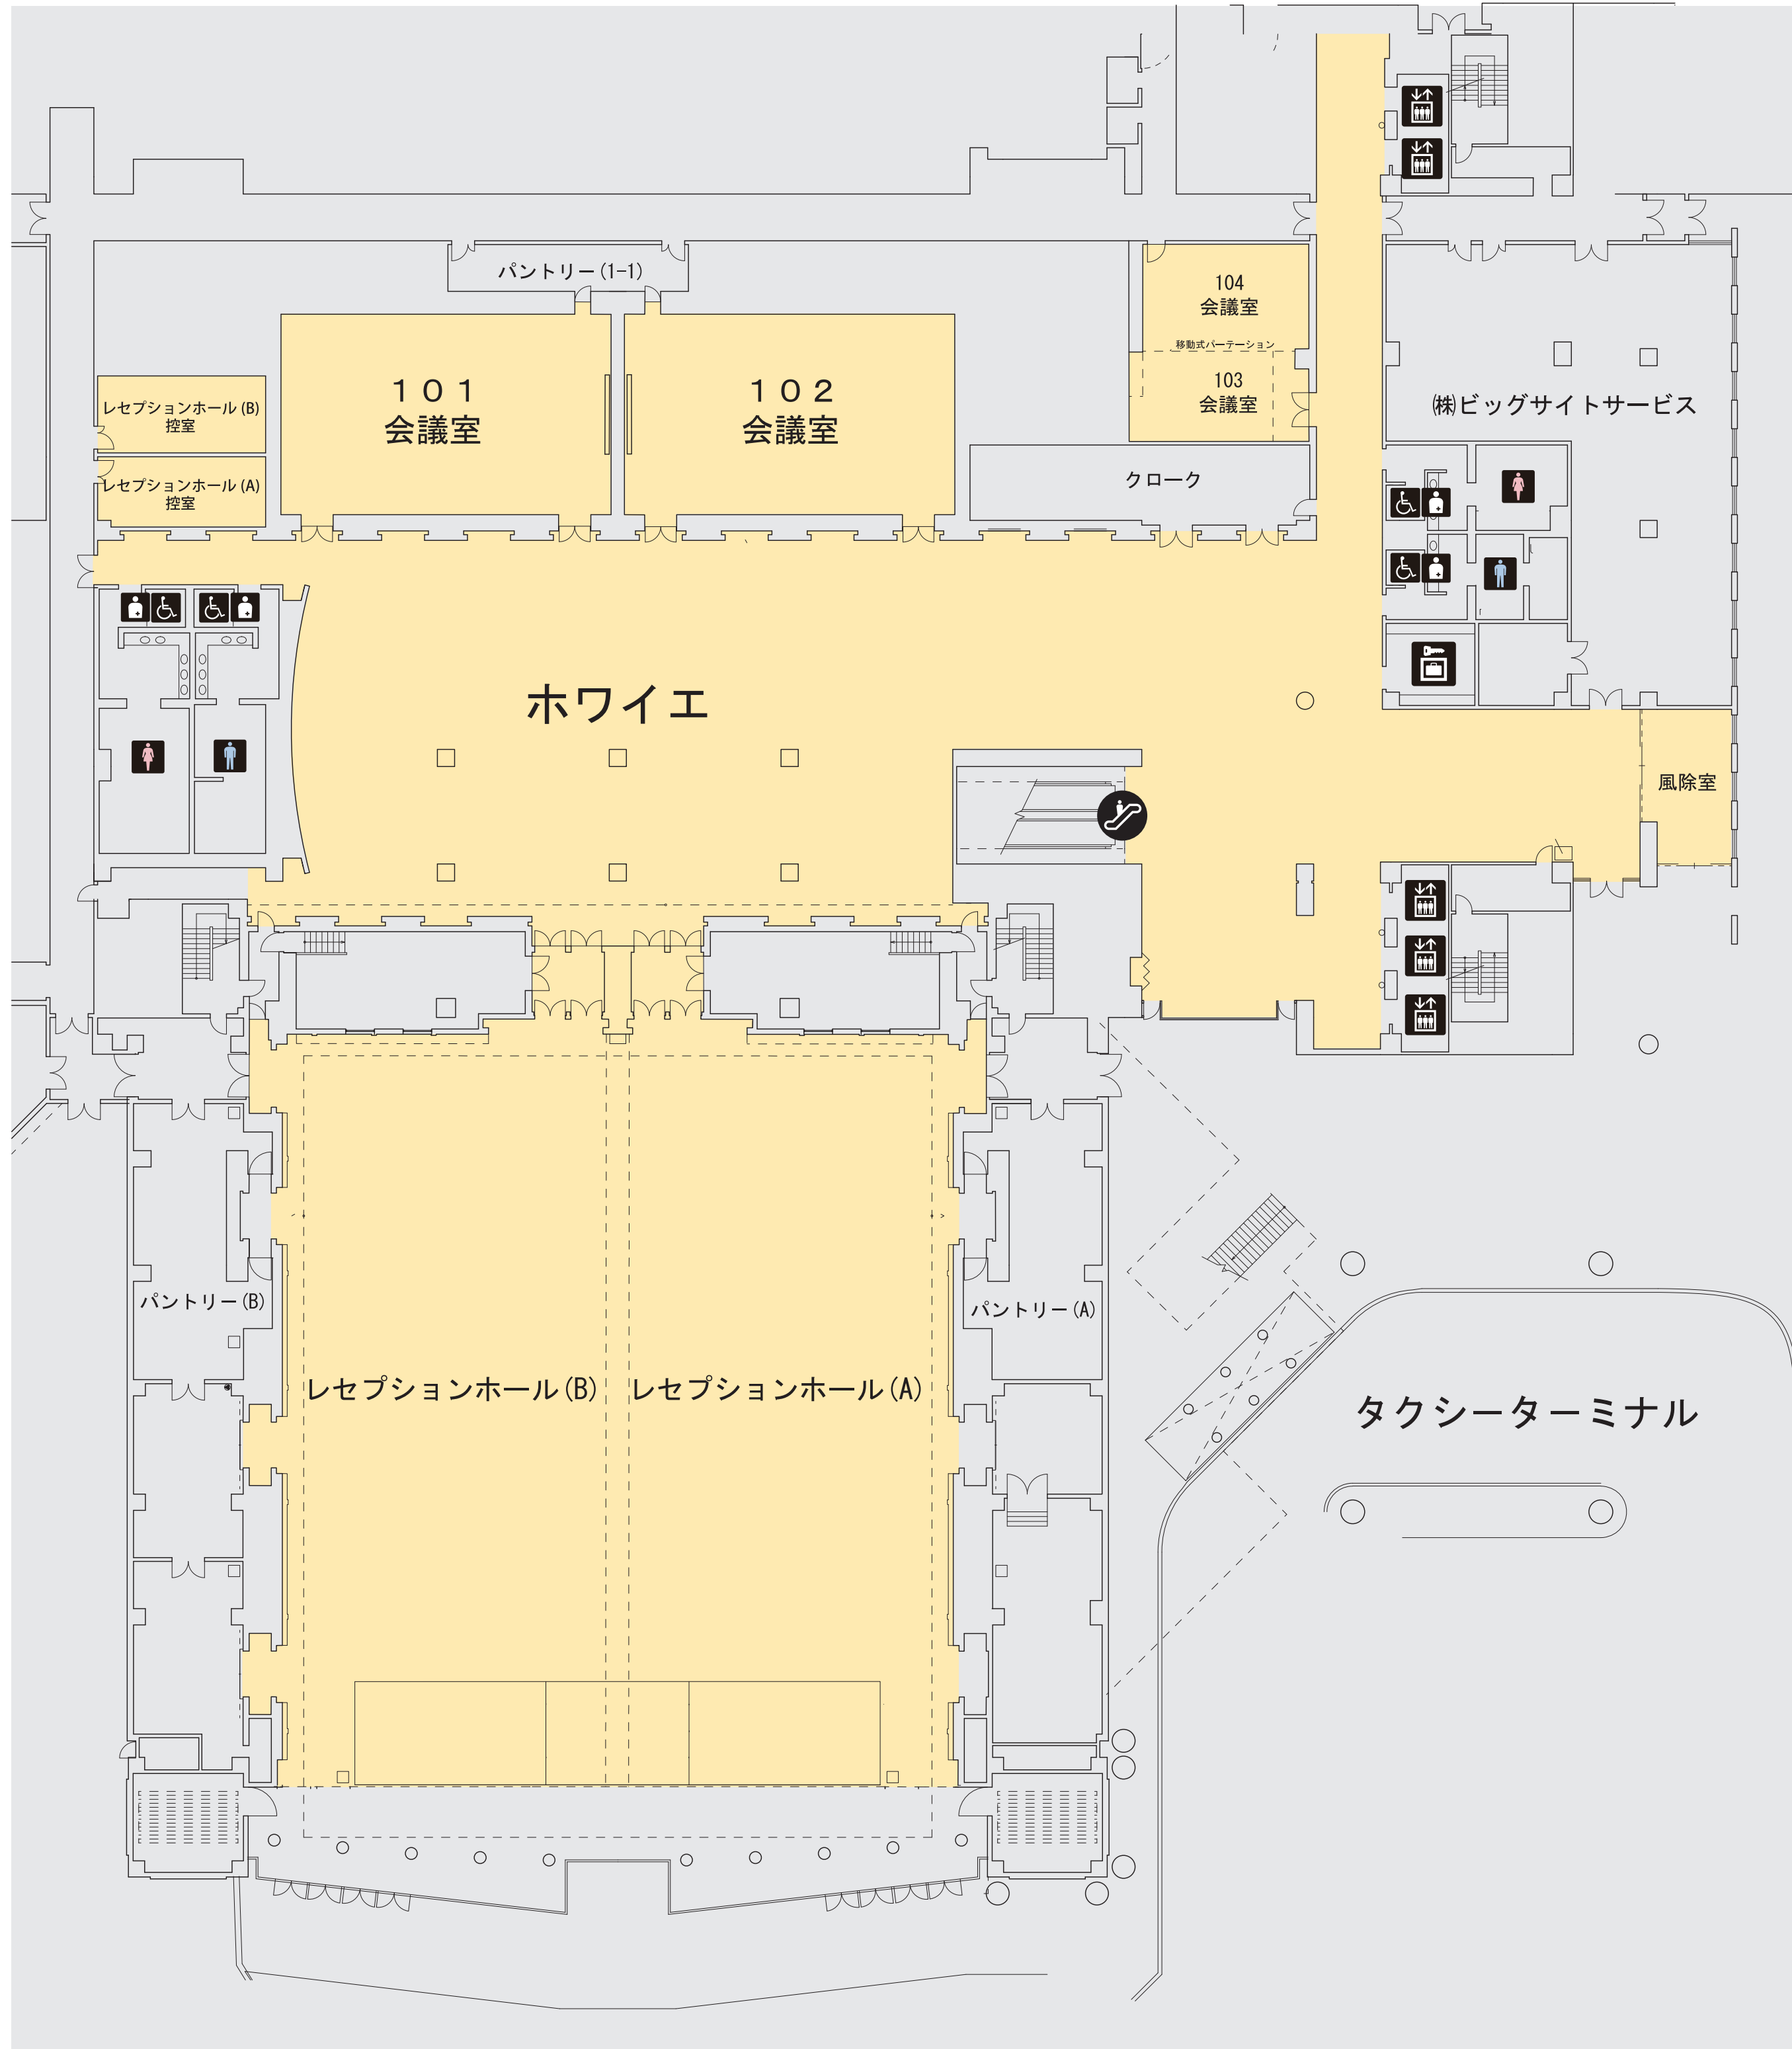 パントリー(1-1)
104
会議室
移動式パーテーション
103
会議室
１０１
会議室
１０２
会議室
レセプションホール(B)
控室
レセプションホール(A)
控室
㈱ビッグサイトサービス
クローク
ホワイエ
風除室
パントリー(B)
パントリー(A)
レセプションホール(B)
レセプションホール(A)
タクシーターミナル